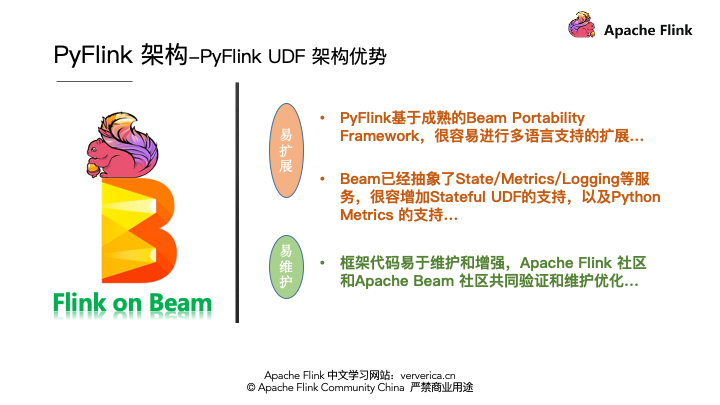 Apache Flink
PyFlink 架构–PyFlink UDF 架构优势
易扩展
• PyFlink基于成熟的Beam Portability
Framework，很容易进行多语言支持的扩展...
• Beam已经抽象了State/Metrics/Logging等服
务，很容增加Stateful UDF的支持，以及Python
Metrics 的支持...
易维护
• 框架代码易于维护和增强，Apache Flink 社区
和Apache Beam 社区共同验证和维护优化...
Flink on Beam
Apache Flink 中文学习网站：ververica.cn
© Apache Flink Community China 严禁商业用途